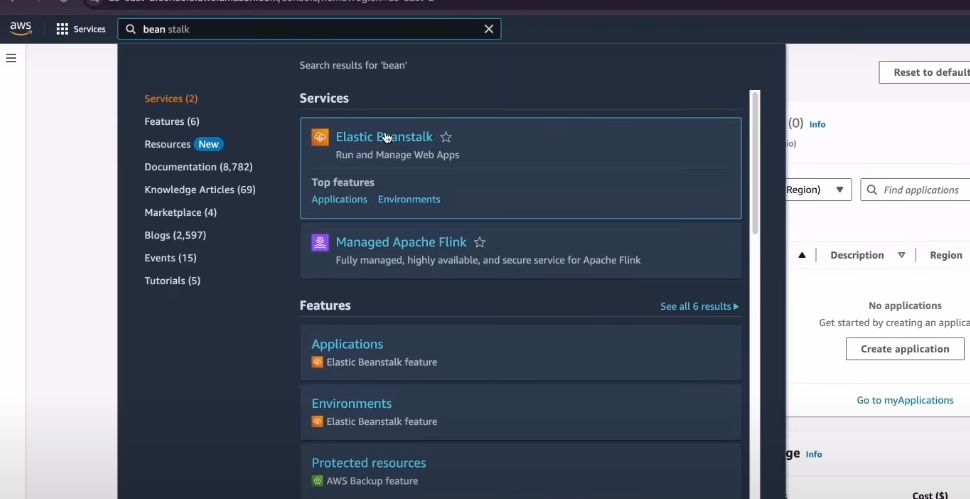 aws
Services
bean stalk
Reset to default
Search results for 'bean'
Services (2)
Features (6)
Resources New
Documentation (8,782)
Knowledge Articles (69)
Marketplace (4)
Blogs (2,597)
Events (15)
Tutorials (5)
Services
Elastic Beanstalk
Run and Manage Web Apps
Top features
Applications Environments
Managed Apache Flink
Fully managed, highly available, and secure service for Apache Flink
Features
See all 6 results
Applications
Elastic Beanstalk feature
Environments
Elastic Beanstalk feature
Protected resources
AWS Backup feature
(0) Info
Region)
Find applications
Description
Region
No applications
Get started by creating an applica
Create application
Go to myApplications
ge Info
Cost ($)